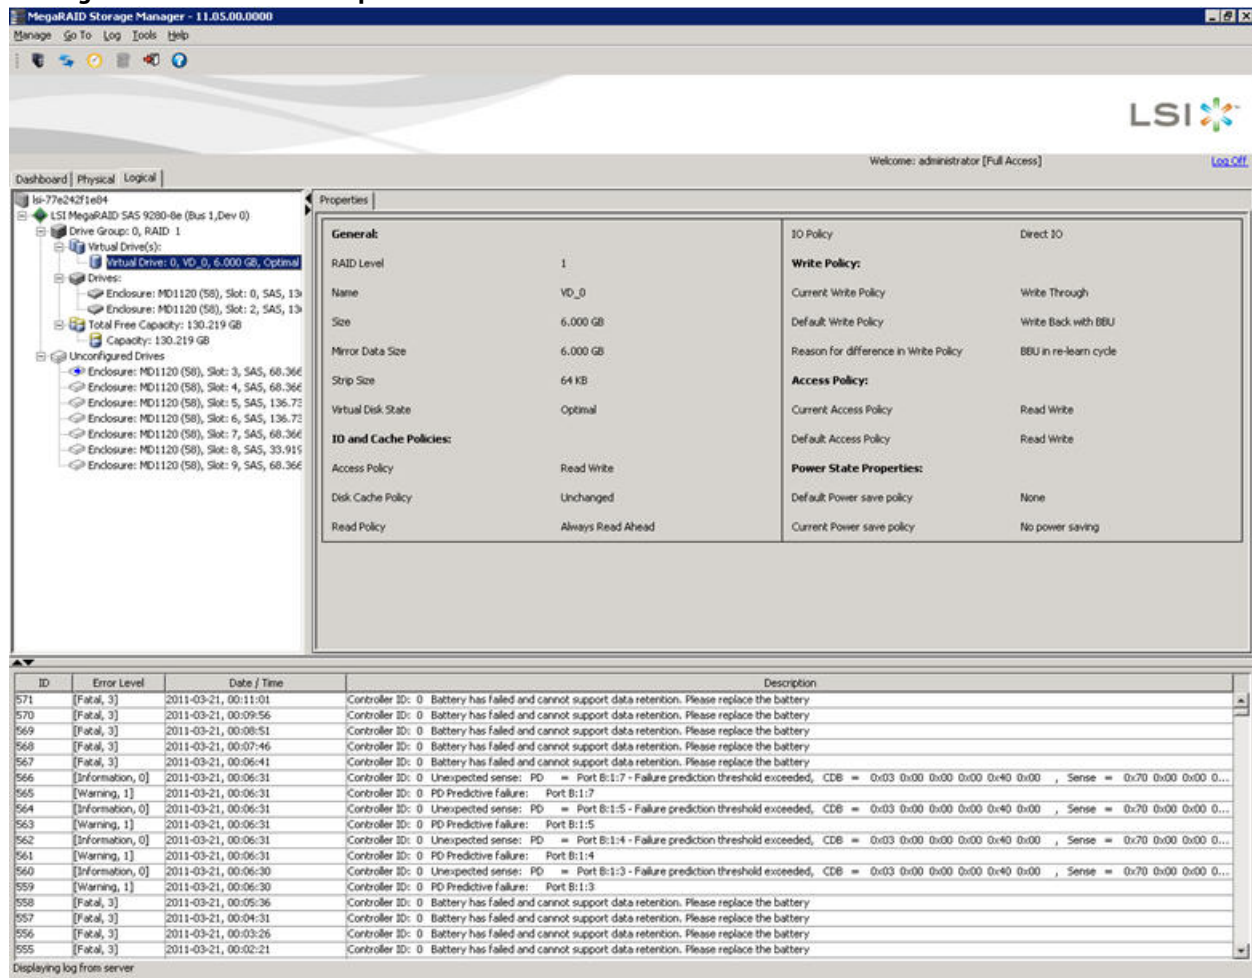 MegaRAID Storage Manager - 11.05.00.0000
Manage Go To Log Tools Help
LSI
Welcome: administrator [Full Access] Log Off
Dashboard Physical Logical
lsi-77e242f1e84
LSI MegaRAID SAS 9280-8e (Bus 1,Dev 0)
Drive Group: 0, RAID 1
Virtual Drive(s):
Virtual Drive: 0, VD_0, 6.000 GB, Optimal
Drives:
Enclosure: MD1120 (58), Slot: 0, SAS, 13
Enclosure: MD1120 (58), Slot: 2, SAS, 13
Total Free Capacity: 130.219 GB
Capacity: 130.219 GB
Unconfigured Drives
Enclosure: MD1120 (58), Slot: 3, SAS, 68.366
Enclosure: MD1120 (58), Slot: 4, SAS, 68.366
Enclosure: MD1120 (58), Slot: 5, SAS, 136.73
Enclosure: MD1120 (58), Slot: 6, SAS, 136.73
Enclosure: MD1120 (58), Slot: 7, SAS, 68.366
Enclosure: MD1120 (58), Slot: 8, SAS, 33.919
Enclosure: MD1120 (58), Slot: 9, SAS, 68.366
Properties
General:
RAID Level 1
Name VD_0
Size 6.000 GB
Mirror Data Size 6.000 GB
Strip Size 64 KB
Virtual Disk State Optimal
IO and Cache Policies:
Access Policy Read Write
Disk Cache Policy Unchanged
Read Policy Always Read Ahead
IO Policy Direct IO
Write Policy:
Current Write Policy Write Through
Default Write Policy Write Back with BBU
Reason for difference in Write Policy BBU in re-learn cycle
Access Policy:
Current Access Policy Read Write
Default Access Policy Read Write
Power State Properties:
Default Power save policy None
Current Power save policy No power saving
ID Error Level Date / Time Description
571 [Fatal, 3] 2011-03-21, 00:11:01 Controller ID: 0 Battery has failed and cannot support data retention. Please replace the battery
570 [Fatal, 3] 2011-03-21, 00:09:56 Controller ID: 0 Battery has failed and cannot support data retention. Please replace the battery
569 [Fatal, 3] 2011-03-21, 00:08:51 Controller ID: 0 Battery has failed and cannot support data retention. Please replace the battery
568 [Fatal, 3] 2011-03-21, 00:07:46 Controller ID: 0 Battery has failed and cannot support data retention. Please replace the battery
567 [Fatal, 3] 2011-03-21, 00:06:41 Controller ID: 0 Battery has failed and cannot support data retention. Please replace the battery
566 [Information, 0] 2011-03-21, 00:06:31 Controller ID: 0 Unexpected sense: PD = Port B:1:7 - Failure prediction threshold exceeded, CDB = 0x03 0x00 0x00 0x00 0x40 0x00 , Sense = 0x70 0x00 0x00 0...
565 [Warning, 1] 2011-03-21, 00:06:31 Controller ID: 0 PD Predictive failure: Port B:1:7
564 [Information, 0] 2011-03-21, 00:06:31 Controller ID: 0 Unexpected sense: PD = Port B:1:5 - Failure prediction threshold exceeded, CDB = 0x03 0x00 0x00 0x00 0x40 0x00 , Sense = 0x70 0x00 0x00 0...
563 [Warning, 1] 2011-03-21, 00:06:31 Controller ID: 0 PD Predictive failure: Port B:1:5
562 [Information, 0] 2011-03-21, 00:06:31 Controller ID: 0 Unexpected sense: PD = Port B:1:4 - Failure prediction threshold exceeded, CDB = 0x03 0x00 0x00 0x00 0x40 0x00 , Sense = 0x70 0x00 0x00 0...
561 [Warning, 1] 2011-03-21, 00:06:31 Controller ID: 0 PD Predictive failure: Port B:1:4
560 [Information, 0] 2011-03-21, 00:06:30 Controller ID: 0 Unexpected sense: PD = Port B:1:3 - Failure prediction threshold exceeded, CDB = 0x03 0x00 0x00 0x00 0x40 0x00 , Sense = 0x70 0x00 0x00 0...
559 [Warning, 1] 2011-03-21, 00:06:30 Controller ID: 0 PD Predictive failure: Port B:1:3
558 [Fatal, 3] 2011-03-21, 00:05:36 Controller ID: 0 Battery has failed and cannot support data retention. Please replace the battery
557 [Fatal, 3] 2011-03-21, 00:04:31 Controller ID: 0 Battery has failed and cannot support data retention. Please replace the battery
556 [Fatal, 3] 2011-03-21, 00:03:26 Controller ID: 0 Battery has failed and cannot support data retention. Please replace the battery
555 [Fatal, 3] 2011-03-21, 00:02:21 Controller ID: 0 Battery has failed and cannot support data retention. Please replace the battery
Displaying log from server